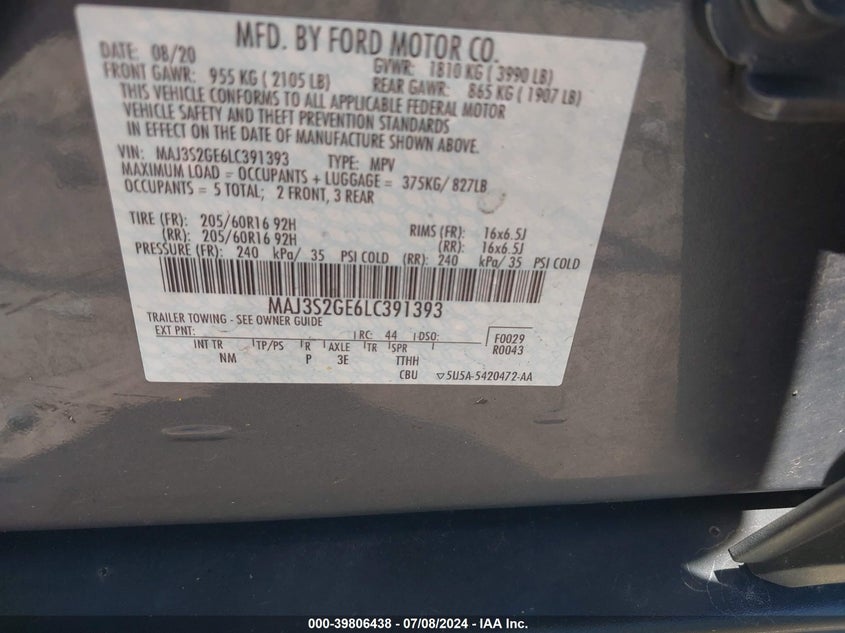 MFD. BY FORD MOTOR CO.
DATE: 08/20 GVWR: 1810 KG ( 3990 LB)
FRONT GAWR: 955 KG ( 2105 LB) REAR GAWR: 865 KG ( 1907 LB)
THIS VEHICLE CONFORMS TO ALL APPLICABLE FEDERAL MOTOR
VEHICLE SAFETY AND THEFT PREVENTION STANDARDS
IN EFFECT ON THE DATE OF MANUFACTURE SHOWN ABOVE.
VIN: MAJ3S2GE6LC391393 TYPE: MPV
MAXIMUM LOAD = OCCUPANTS + LUGGAGE = 375KG/ 827LB
OCCUPANTS = 5 TOTAL; 2 FRONT, 3 REAR
TIRE (FR): 205/60R16 92H RIMS (FR): 16x6.5J
(RR): 205/60R16 92H (RR): 16x6.5J
PRESSURE (FR): 240 kPa/ 35 PSI COLD (RR): 240 kPa/ 35 PSI COLD
MAJ3S2GE6LC391393
TRAILER TOWING - SEE OWNER GUIDE
EXT PNT: RC: 44 DSO: F0029
R0043
INT TR TP/PS R AXLE TR SPR
NM P 3E TTHH
CBU ▽5U5A-5420472-AA
000-39806438 - 07/08/2024 - IAA Inc.